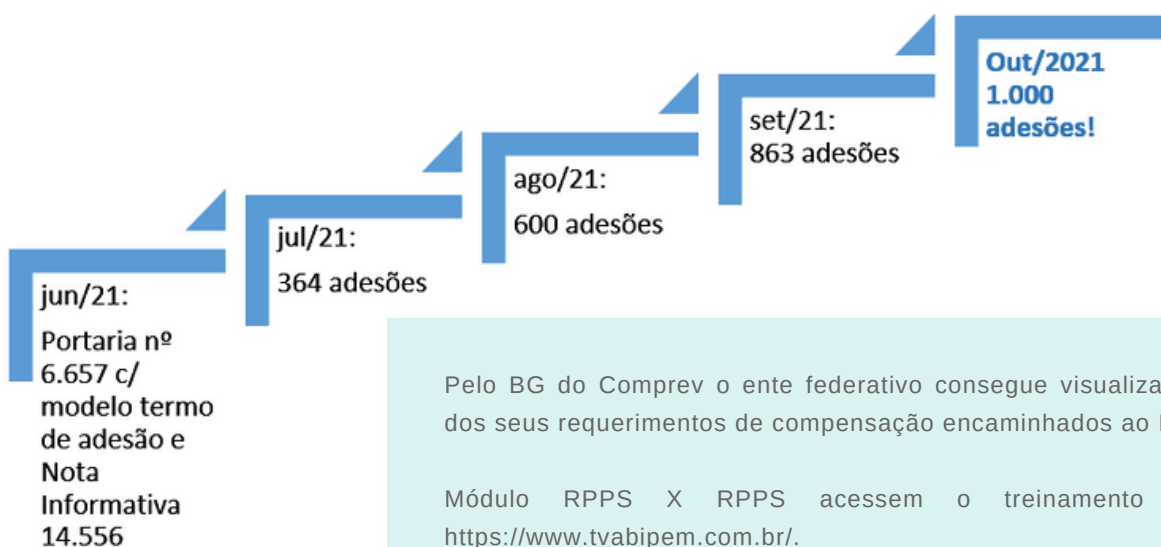 jun/21:
Portaria nº
6.657 c/
modelo termo
de adesão e
Nota
Informativa
14.556
jul/21:
364 adesões
ago/21:
600 adesões
set/21:
863 adesões
Out/2021
1.000
adesões!
Pelo BG do Comprev o ente federativo consegue
dos seus requerimentos de compensação encaminhados ao
Módulo RPPS X RPPS acessem o treinamento
https://www.tvabipem.com.br/.